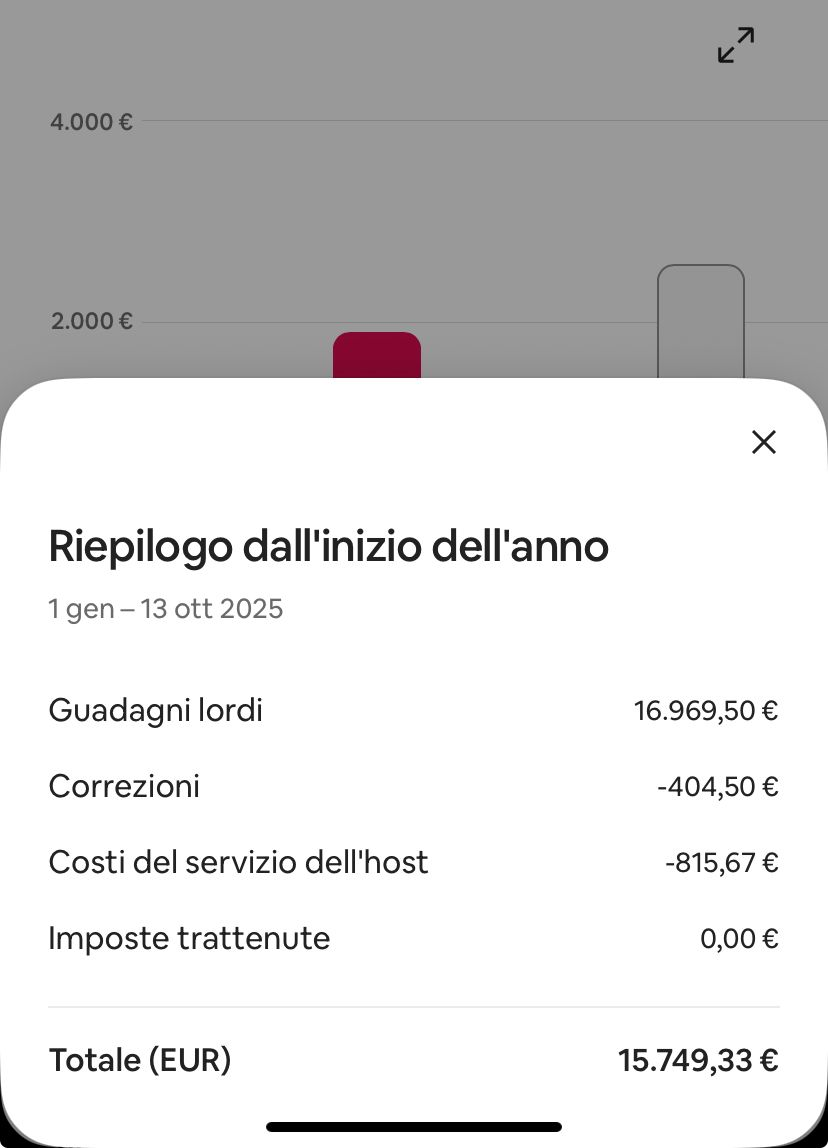 4.000 €
2.000 €
Riepilogo dall'inizio dell'anno
1 gen – 13 ott 2025
Guadagni lordi 16.969,50 €
Correzioni -404,50 €
Costi del servizio dell'host -815,67 €
Imposte trattenute 0,00 €
Totale (EUR) 15.749,33 €